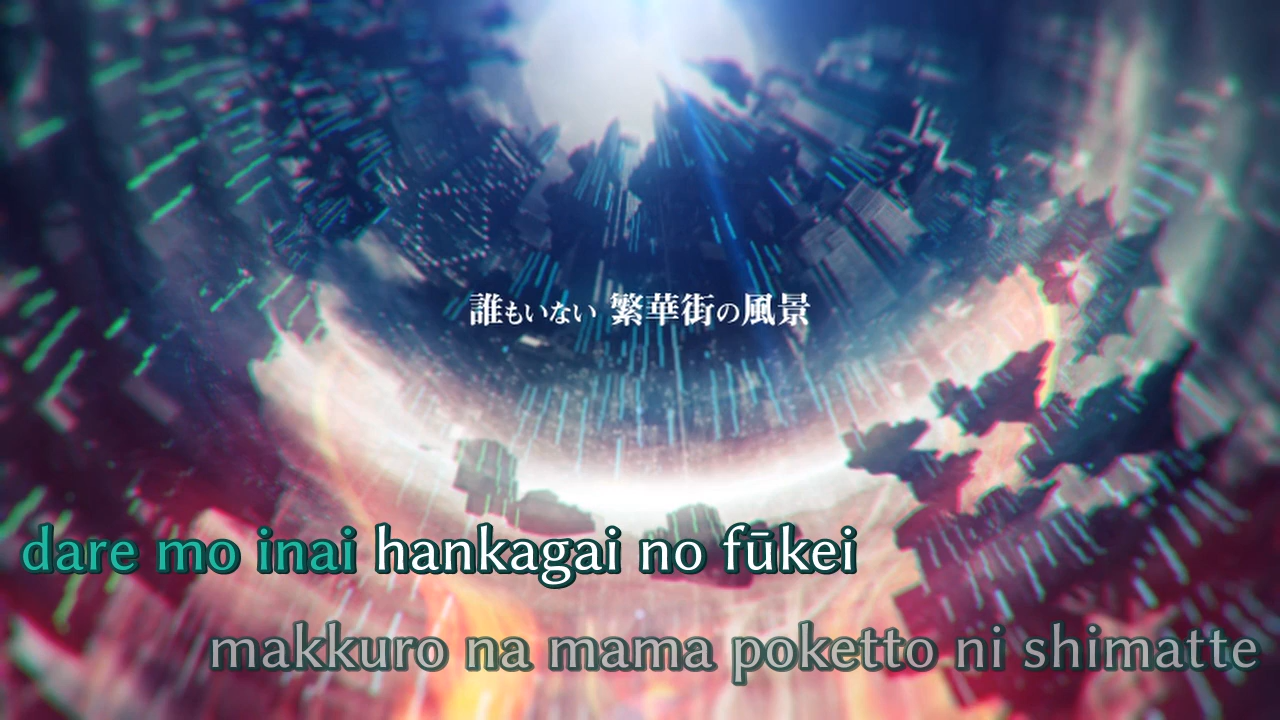 誰もいない 繁華街の風景
dare mo inai hankagai no fūkei
makkuro na mama poketto ni shimatte